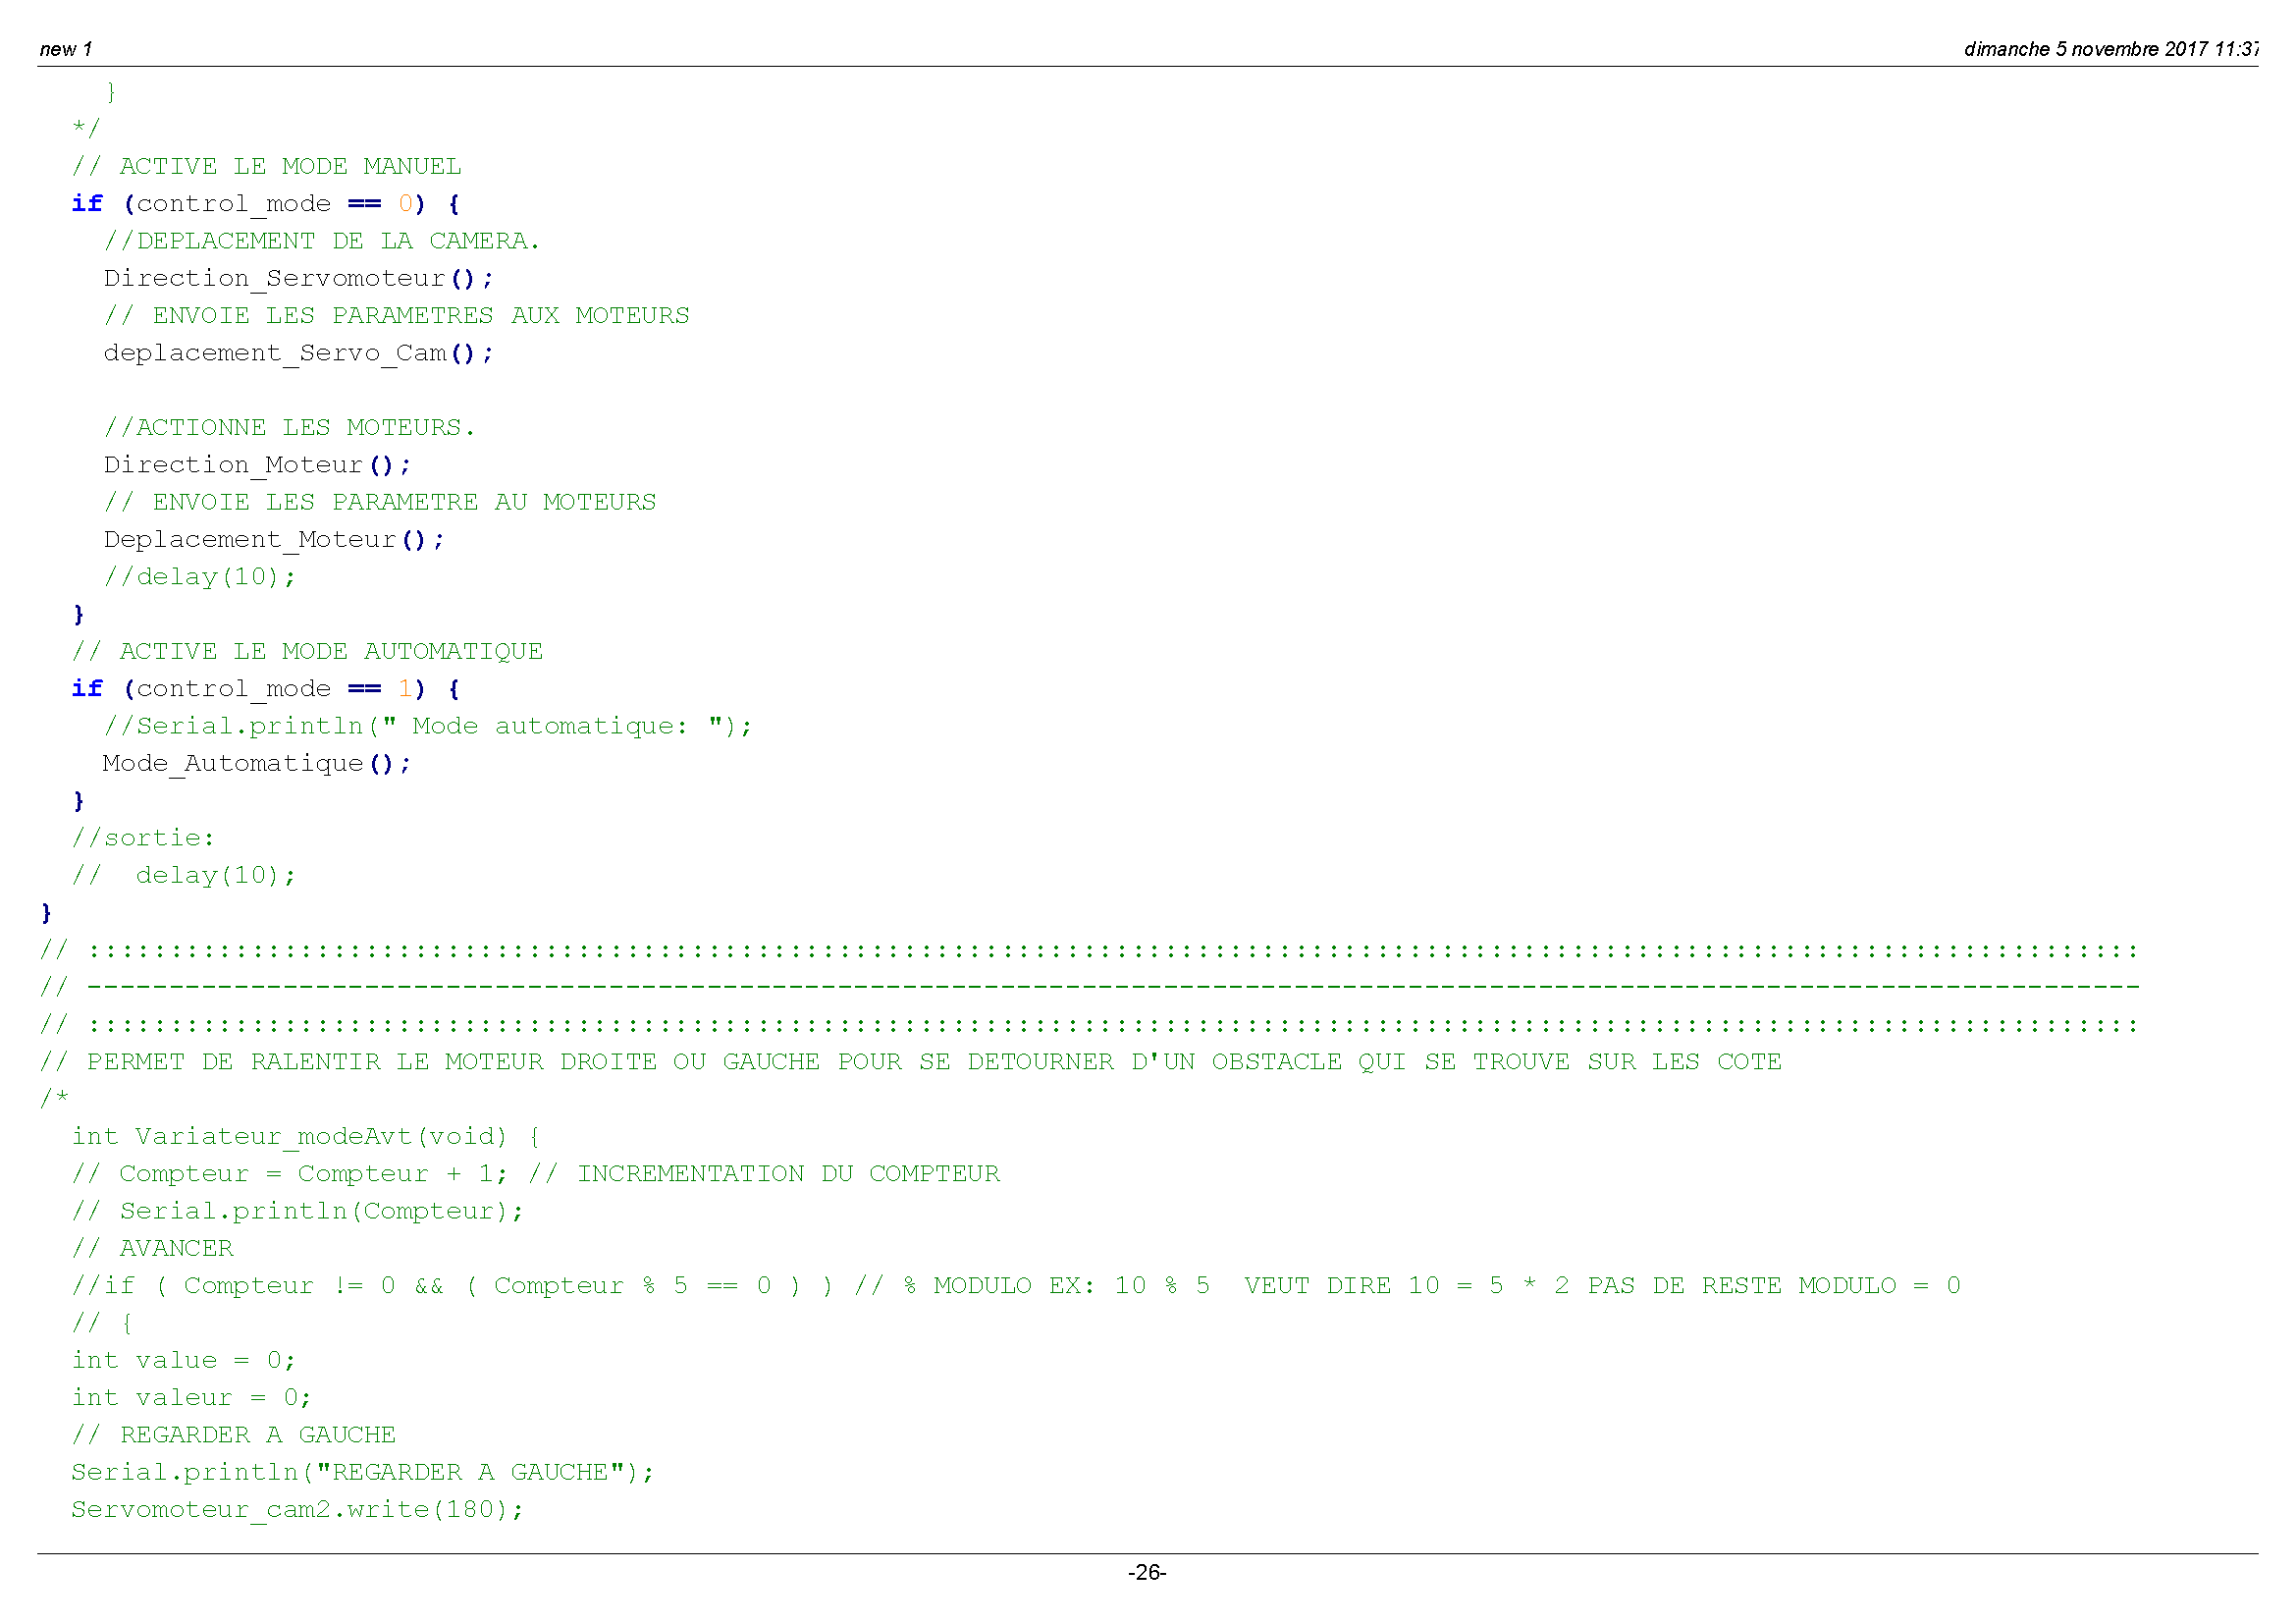 new 1
dimanche 5 novembre 2017 11:37
    }
  */
  // ACTIVE LE MODE MANUEL
  if (control_mode == 0) {
    //DEPLACEMENT DE LA CAMERA.
    Direction_Servomoteur();
    // ENVOIE LES PARAMETRES AUX MOTEURS
    deplacement_Servo_Cam();

    //ACTIONNE LES MOTEURS.
    Direction_Moteur();
    // ENVOIE LES PARAMETRE AU MOTEURS
    Deplacement_Moteur();
    //delay(10);
  }
  // ACTIVE LE MODE AUTOMATIQUE
  if (control_mode == 1) {
    //Serial.println(" Mode automatique: ");
    Mode_Automatique();
  }
  //sortie:
  //  delay(10);
}
// ::::::::::::::::::::::::::::::::::::::::::::::::::::::::::::::::::::::::::::::::::::::::::::::::::::::::::::::::::::::::::::::
// ------------------------------------------------------------------------------------------------------------------------------
// ::::::::::::::::::::::::::::::::::::::::::::::::::::::::::::::::::::::::::::::::::::::::::::::::::::::::::::::::::::::::::::::
// PERMET DE RALENTIR LE MOTEUR DROITE OU GAUCHE POUR SE DETOURNER D'UN OBSTACLE QUI SE TROUVE SUR LES COTE
/*
  int Variateur_modeAvt(void) {
  // Compteur = Compteur + 1; // INCREMENTATION DU COMPTEUR
  // Serial.println(Compteur);
  // AVANCER
  //if ( Compteur != 0 && ( Compteur % 5 == 0 ) ) // % MODULO EX: 10 % 5  VEUT DIRE 10 = 5 * 2 PAS DE RESTE MODULO = 0
  // {
  int value = 0;
  int valeur = 0;
  // REGARDER A GAUCHE
  Serial.println("REGARDER A GAUCHE");
  Servomoteur_cam2.write(180);
-26-